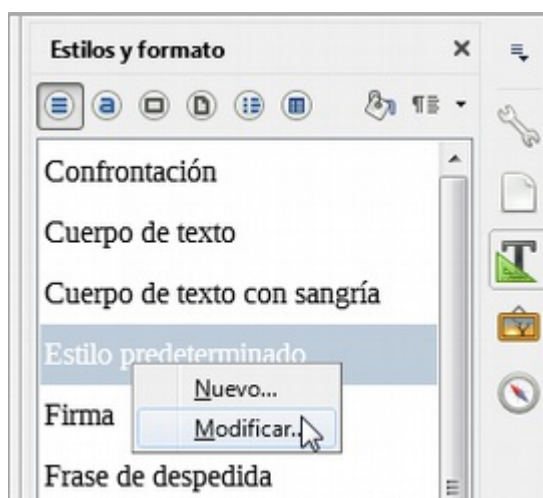 Estilos y formato
Confrontación
Cuerpo de texto
Cuerpo de texto con sangría
Estilo predeterminado
Nuevo...
Firma
Modificar...
Frase de despedida